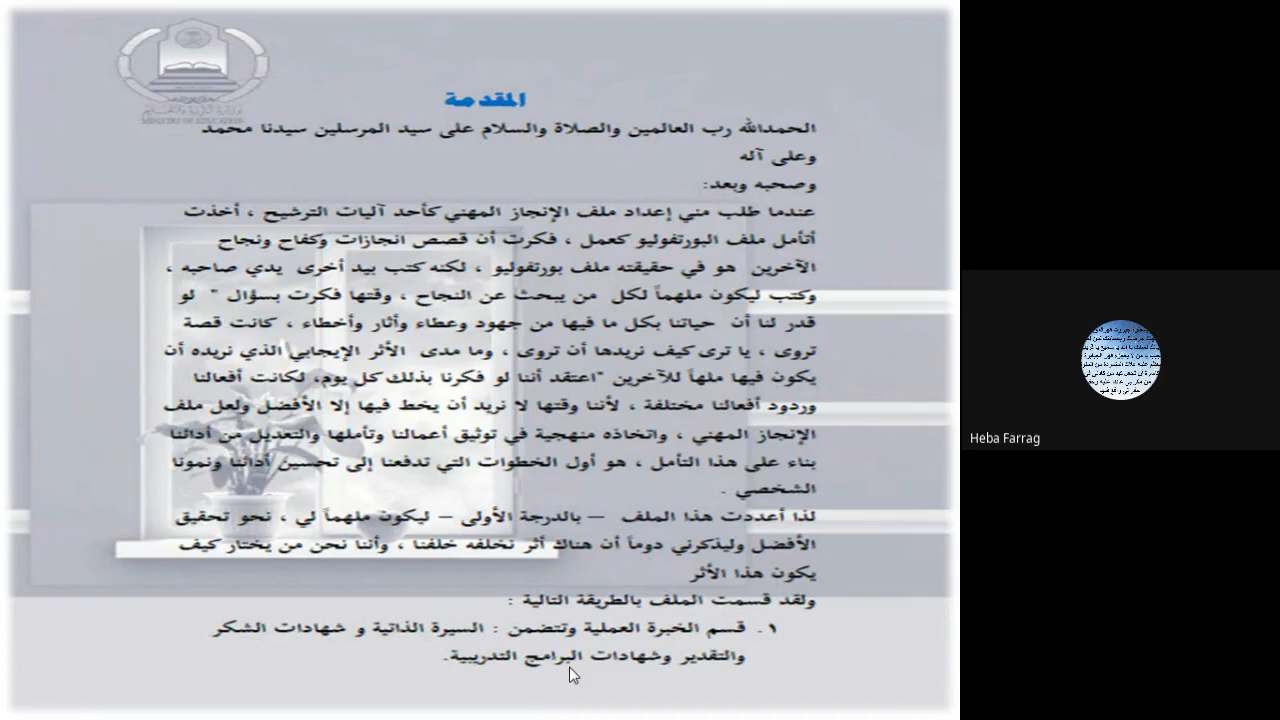 وزارة التربية والتعليم
MINISTRY OF EDUCATION
المقدمة
الحمدالله رب العالمين والصلاة والسلام على سيد المرسلين سيدنا محمد
وعلى آله
وصحبه وبعد:
عندما طلب مني إعداد ملف الإنجاز المهني كأحد آليات الترشيح ، أخذت
أتأمل ملف البورتفوليو كعمل ، فكرت أن قصص انجازات وكفاح ونجاح
الآخرين هو في حقيقته ملف بورتفوليو ، لكنه كتب بيد أخرى يدي صاحبه ،
وكتب ليكون ملهماً لكل من يبحث عن النجاح ، وقتها فكرت بسؤال " لو
قدر لنا أن حياتنا بكل ما فيها من جهود وعطاء وأثار وأخطاء ، كانت قصة
تروى ، يا ترى كيف نريدها أن تروى ، وما مدى الأثر الإيجابي الذي نريده أن
يكون فيها ملهاً للآخرين "اعتقد أننا لو فكرنا بذلك كل يوم، لكانت أفعالنا
وردود أفعالنا مختلفة ، لأننا وقتها لا نريد أن يخط فيها إلا الأفضل ولعل ملف
الإنجاز المهني ، واتخاذه منهجية في توثيق أعمالنا وتأملها والتعديل من أدائنا
بناء على هذا التأمل ، هو أول الخطوات التي تدفعنا إلى تحسين أدائنا ونمونا
الشخصي .
لذا أعددت هذا الملف – بالدرجة الأولى – ليكون ملهماً لي ، نحو تحقيق
الأفضل وليذكرني دوماً أن هناك أثر نخلفه خلفنا ، وأننا نحن من يختار كيف
يكون هذا الأثر
ولقد قسمت الملف بالطريقة التالية :
١. قسم الخبرة العملية وتتضمن : السيرة الذاتية و شهادات الشكر
والتقدير وشهادات البرامج التدريبية.
Heba Farrag